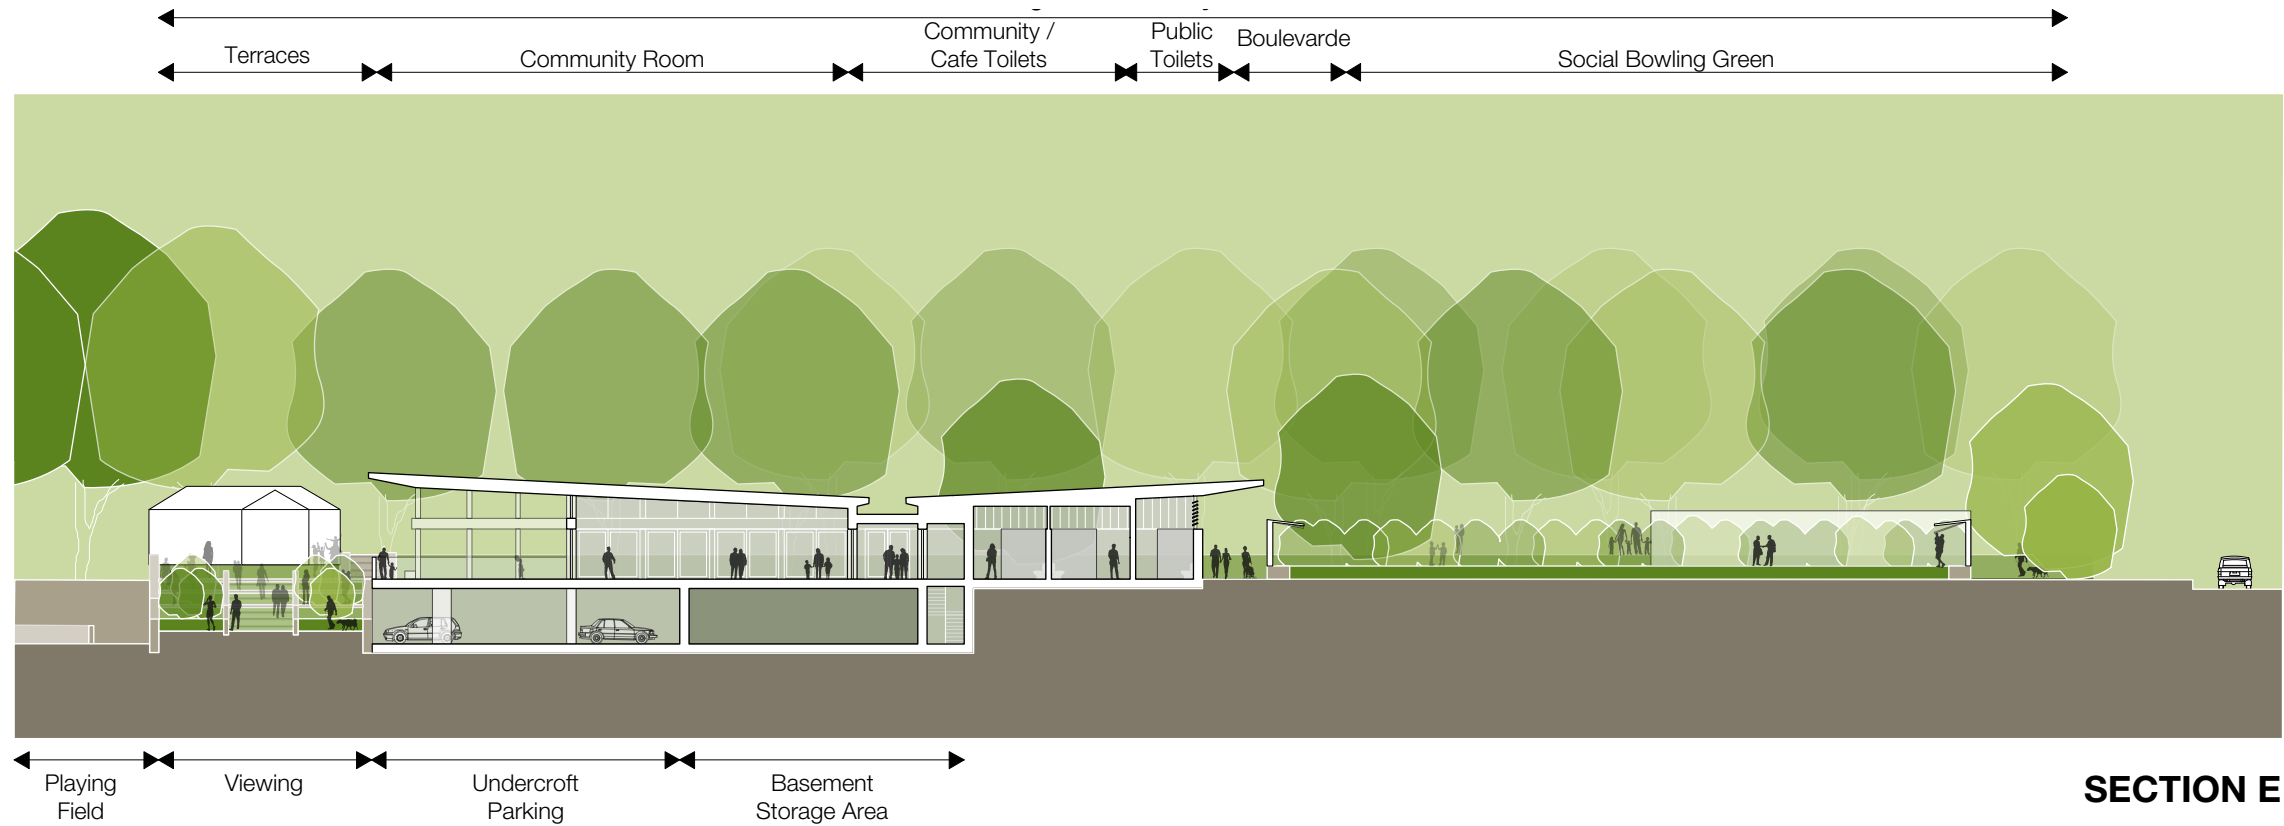 Terraces
Community Room
Community /
Cafe Toilets
Public
Toilets
Boulevarde
Social Bowling Green
Playing
Field
Viewing
Undercroft
Parking
Basement
Storage Area
SECTION E